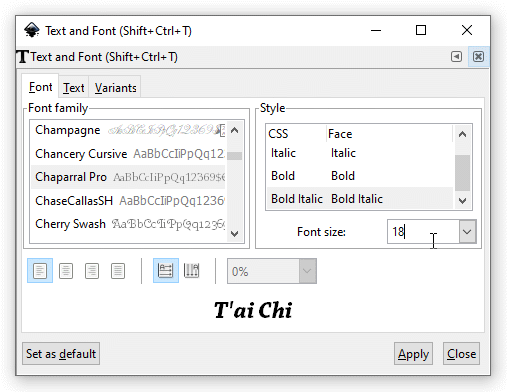 Text and Font (Shift+Ctrl+T)
T Text and Font (Shift+Ctrl+T)
Font Text Variants
Font family
Champagne AaBbCcIiPpQq12369$
Chancery Cursive AaBbCcIiPpQq12
Chaparral Pro AaBbCcIiPpQq12369$€
ChaseCallasSH AaBbCcIiPpQq1236
Cherry Swash AaBbCcIiPpQq12369
Style
CSS Face
Italic Italic
Bold Bold
Bold Italic Bold Italic
Font size: 18
0%
T'ai Chi
Set as default Apply Close